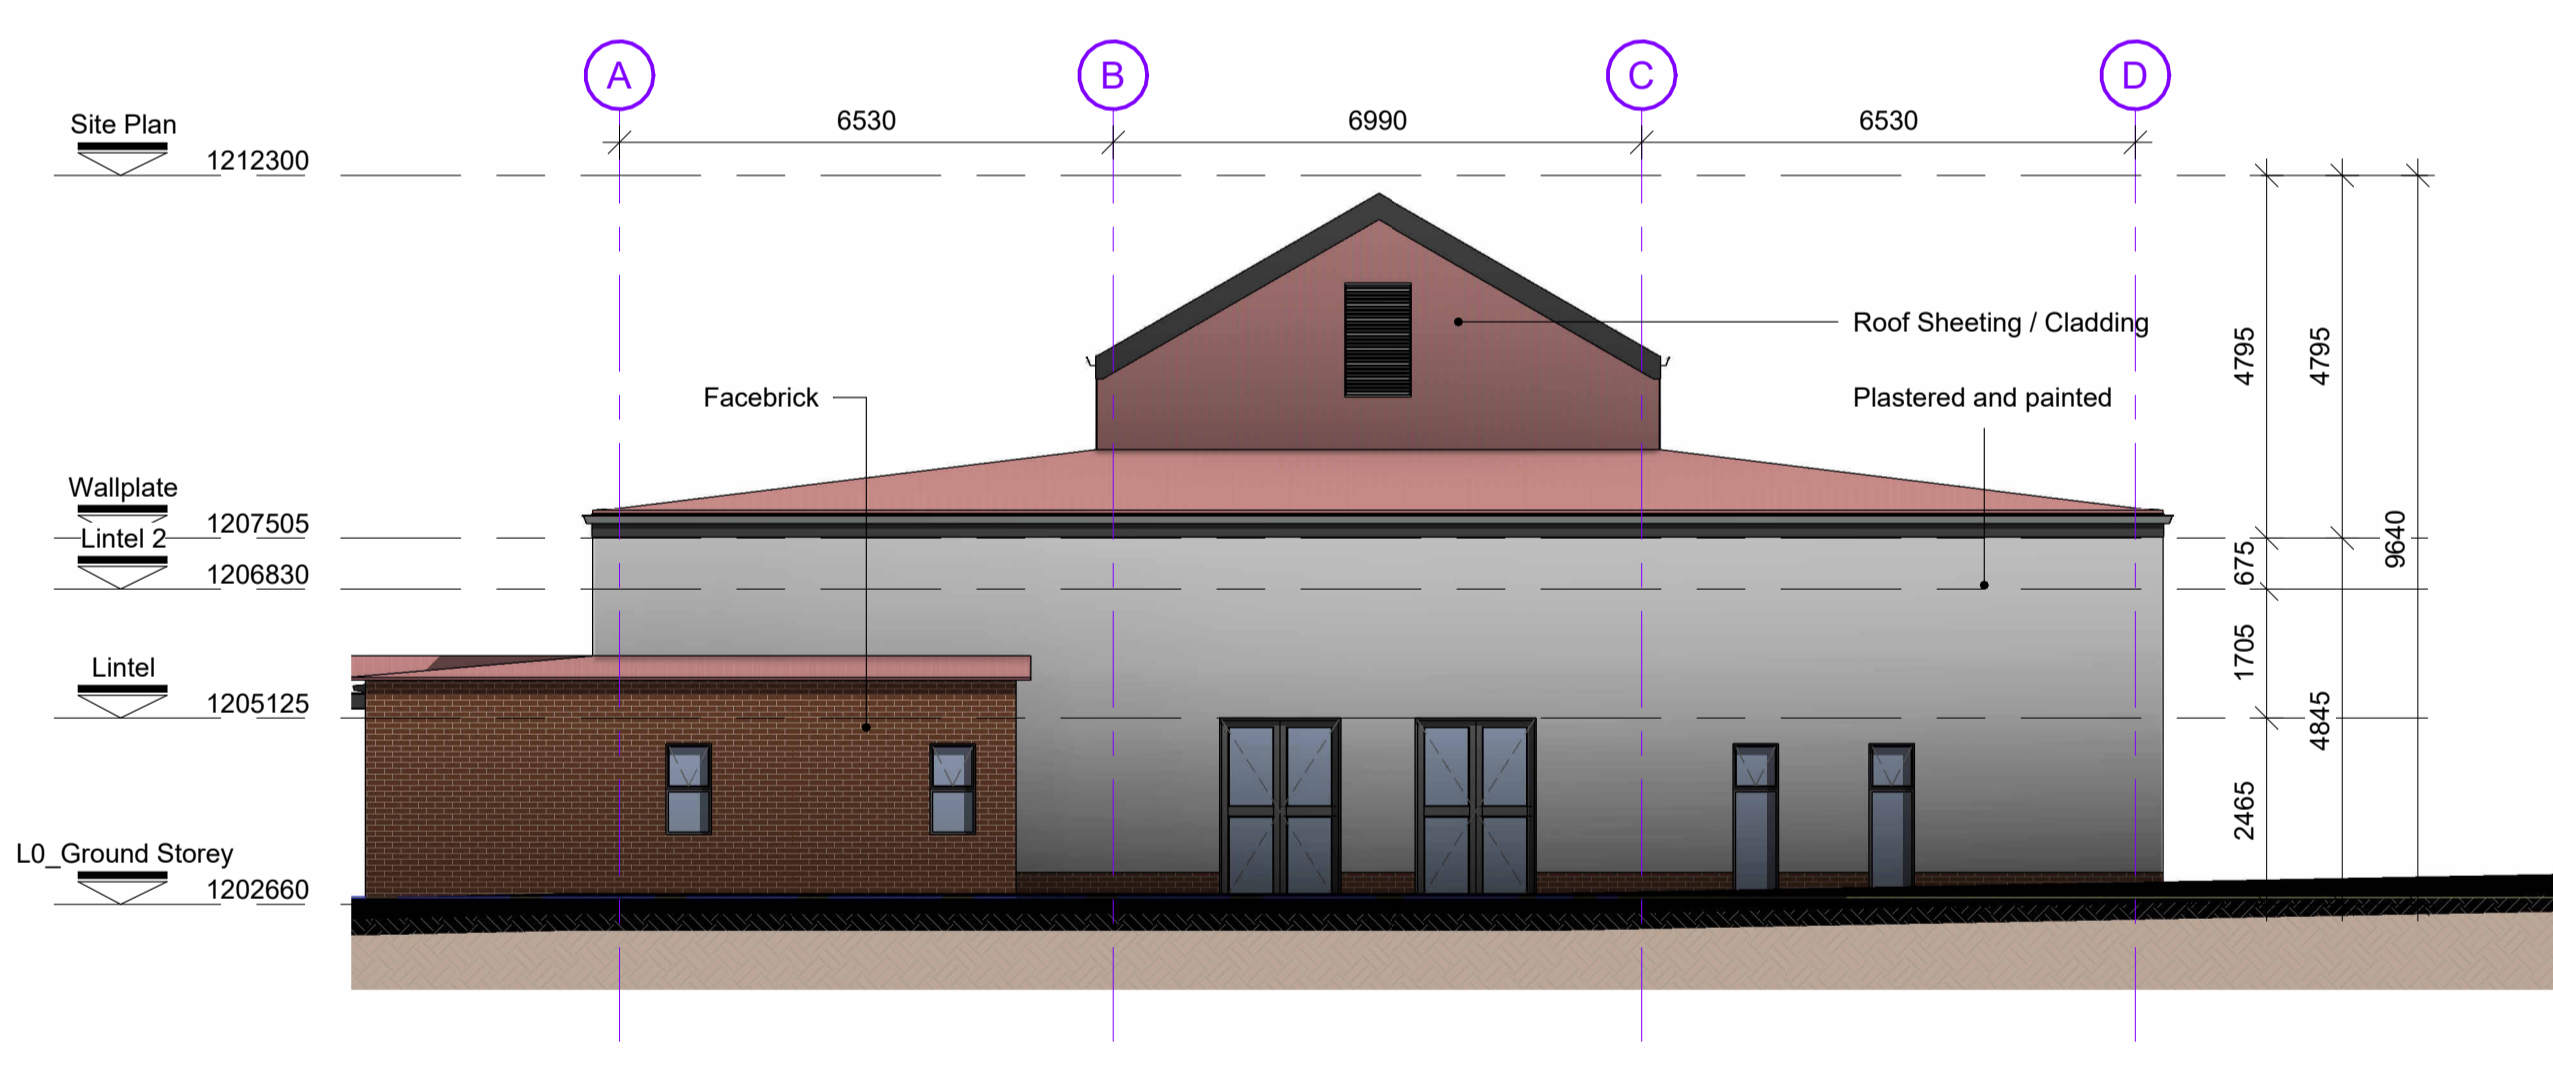 A
B
C
D
6530
6990
6530
Site Plan
1212300
Roof Sheeting / Cladding
4795
4795
Facebrick
Plastered and painted
Wallplate
1207505
Lintel 2
1206830
675
9640
Lintel
1205125
1705
4845
2465
L0_Ground Storey
1202660